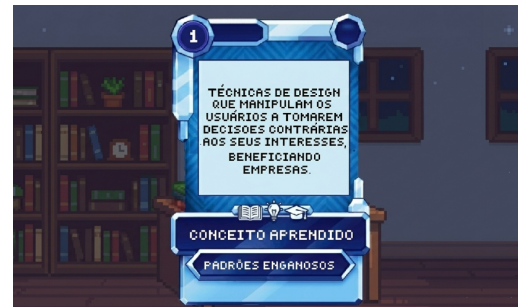 1
TÉCNICAS DE DESIGN
QUE MANIPULAM OS
USUÁRIOS A TOMAREM
DECISOES CONTRÁRIAS
AOS SEUS INTERESSES,
BENEFICIANDO
EMPRESAS.
CONCEITO APRENDIDO
PADRÕES ENGANOSOS